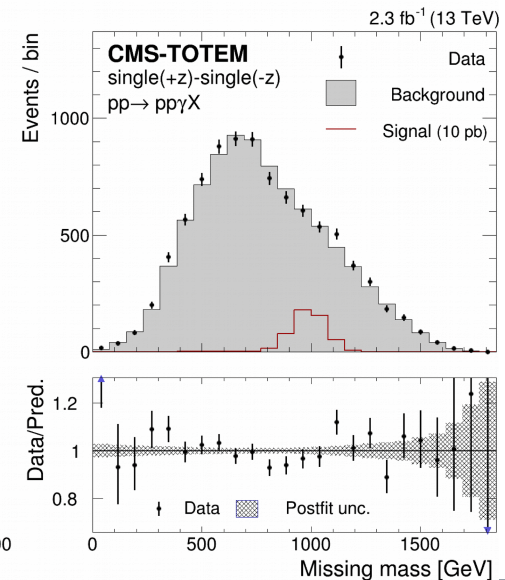 2.3 fb⁻¹ (13 TeV)
CMS-TOTEM
single(+z)-single(-z)
pp→ ppγX
Data
Background
Signal (10 pb)
Events / bin
1000
500
0
Data/Pred.
1.2
1
0.8
Data
Postfit unc.
00
0 500 1000 1500
Missing mass [GeV]